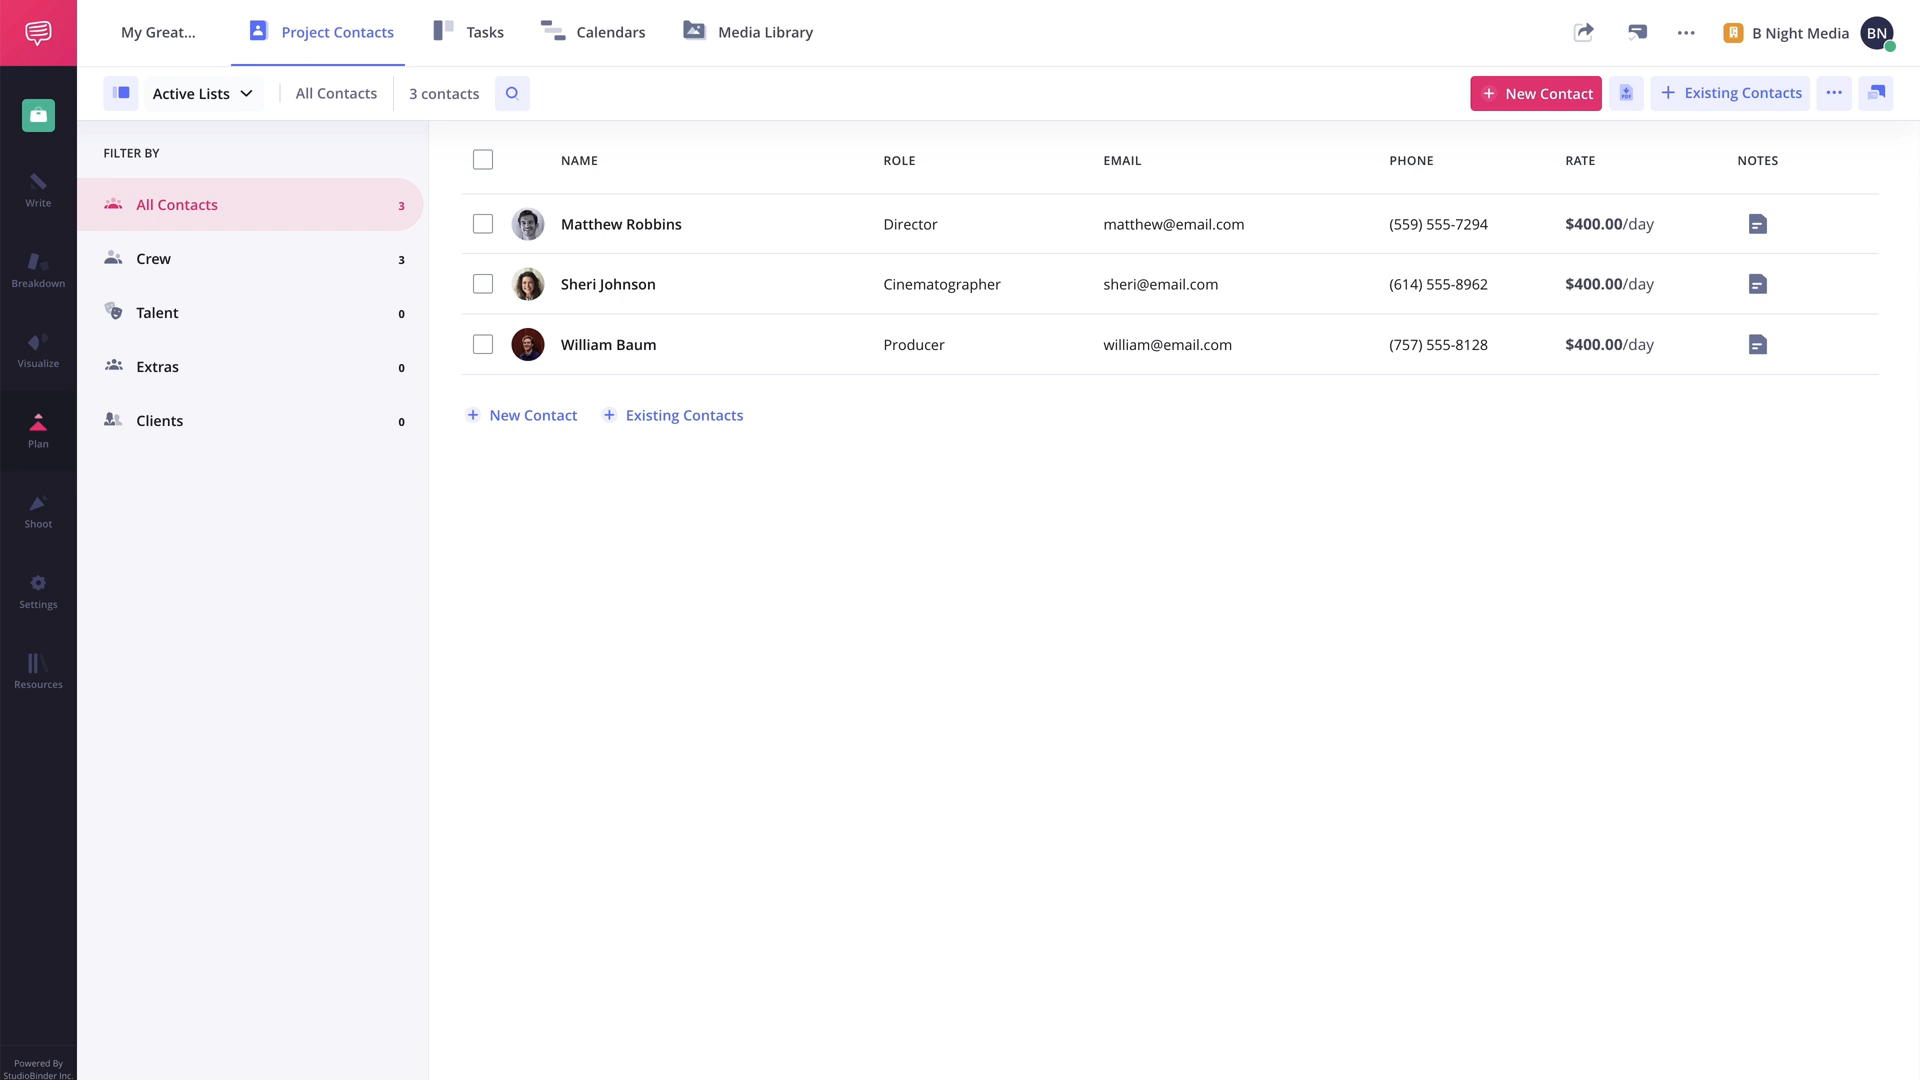 My Great...
Project Contacts
Tasks
Calendars
Media Library
B Night Media
BN
Active Lists
All Contacts
3 contacts
New Contact
PDF
Existing Contacts
FILTER BY
All Contacts 3
Crew 3
Talent 0
Extras 0
Clients 0
Write
Breakdown
Visualize
Plan
Shoot
Settings
Resources
Powered By
StudioBinder Inc.
NAME ROLE EMAIL PHONE RATE NOTES
Matthew Robbins Director matthew@email.com (559) 555-7294 $400.00/day
Sheri Johnson Cinematographer sheri@email.com (614) 555-8962 $400.00/day
William Baum Producer william@email.com (757) 555-8128 $400.00/day
+ New Contact + Existing Contacts